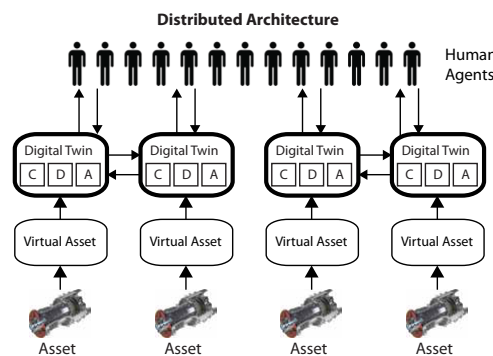 Distributed Architecture
Human
Agents
Digital Twin Digital Twin Digital Twin Digital Twin
C D A C D A C D A C D A
Virtual Asset Virtual Asset Virtual Asset Virtual Asset
Asset Asset Asset Asset